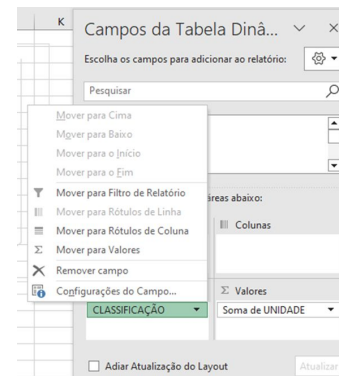 K
Campos da Tabela Dinâ...
Escolha os campos para adicionar ao relatório:
Pesquisar
Mover para Cima
Mover para Baixo
Mover para o Início
Mover para o Fim
Mover para Filtro de Relatório
Mover para Rótulos de Linha
Mover para Rótulos de Coluna
Σ Mover para Valores
Remover campo
Configurações do Campo...
áreas abaixo:
Colunas
Σ Valores
CLASSIFICAÇÃO
Soma de UNIDADE
Adiar Atualização do Layout
Atualizar